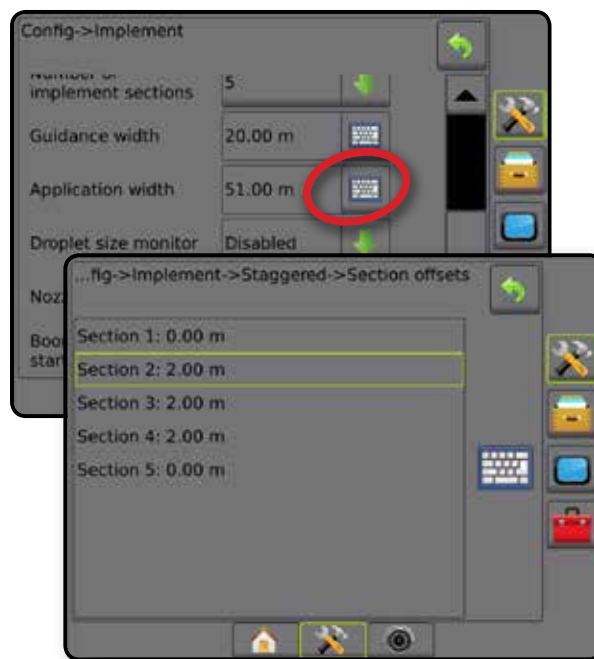 Config->Implement
implement sections 5
Guidance width 20.00 m
Application width 51.00 m
Droplet size monitor Disabled
...fig->Implement->Staggered->Section offsets
Section 1: 0.00 m
Section 2: 2.00 m
Section 3: 2.00 m
Section 4: 2.00 m
Section 5: 0.00 m